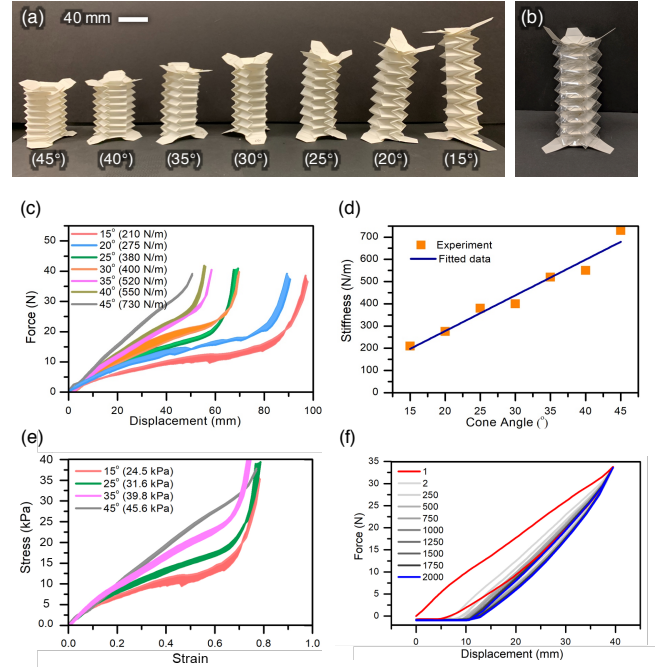 (a) 40 mm
(45°) (40°) (35°) (30°) (25°) (20°) (15°)
(b)
(c)
50
40
30
20
10
0
Force (N)
15° (210 N/m)
20° (275 N/m)
25° (380 N/m)
30° (400 N/m)
35° (520 N/m)
40° (550 N/m)
45° (730 N/m)
0 20 40 60 80 100
Displacement (mm)
(d)
700
600
500
400
300
200
100
0
Stiffness (N/m)
Experiment
Fitted data
15 20 25 30 35 40 45
Cone Angle (°)
(e)
40
35
30
25
20
15
10
5
0.0
Stress (kPa)
15° (24.5 kPa)
25° (31.6 kPa)
35° (39.8 kPa)
45° (45.6 kPa)
0.0 0.2 0.4 0.6 0.8 1.0
Strain
(f)
35
30
25
20
15
10
5
0
Force (N)
1
2
250
500
750
1000
1250
1500
1750
2000
0 10 20 30 40
Displacement (mm)